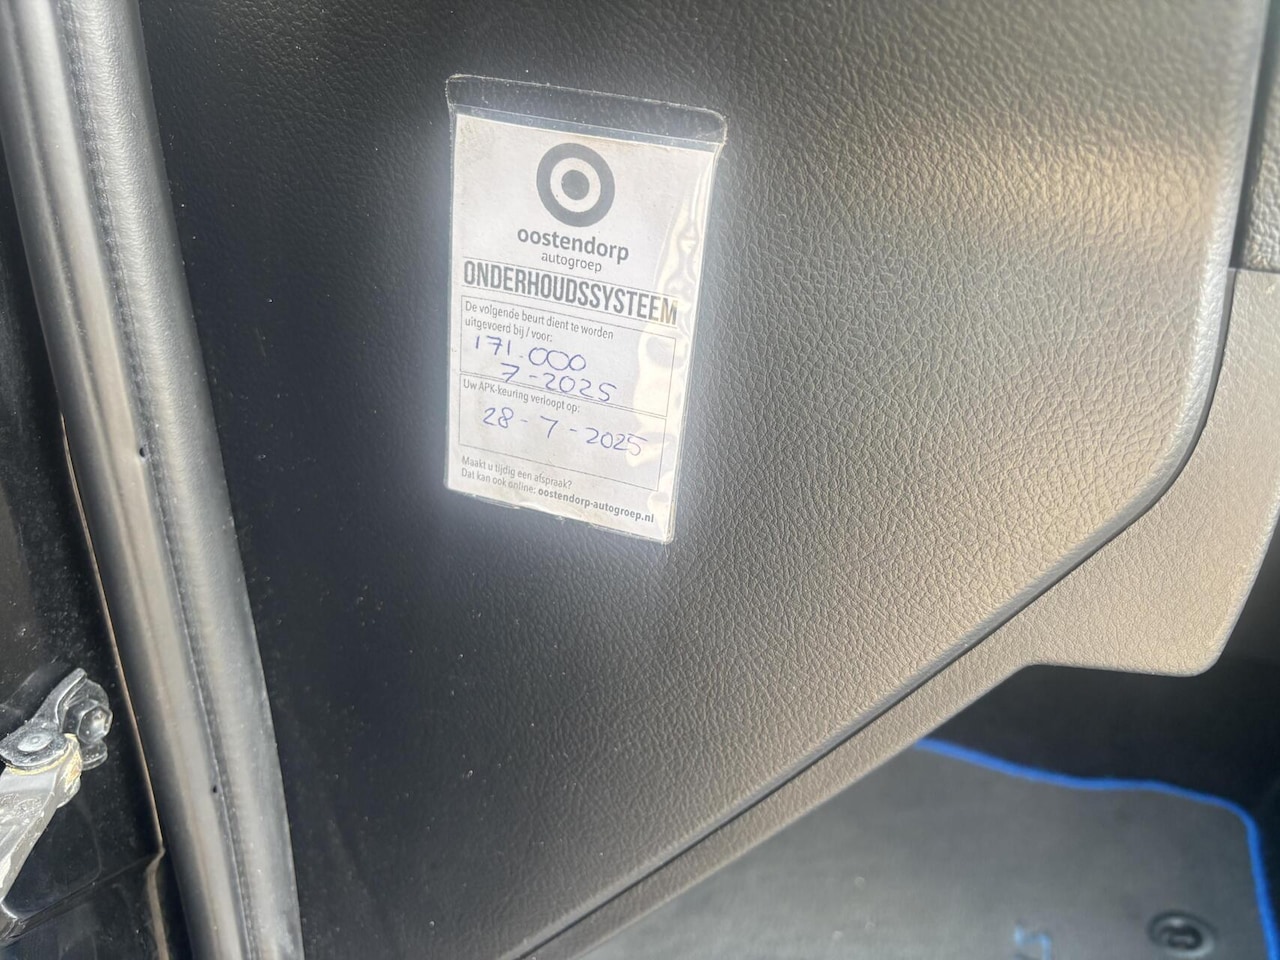 oostendorp
autogroep
ONDERHOUDSSYSTEEM
De volgende beurt dient te worden
uitgevoerd bij / voor:
171.000
7-2025
Uw APK-keuring verloopt op:
28-7-2025
Maakt u tijdig een afspraak?
Dat kan ook online: oostendorp-autogroep.nl